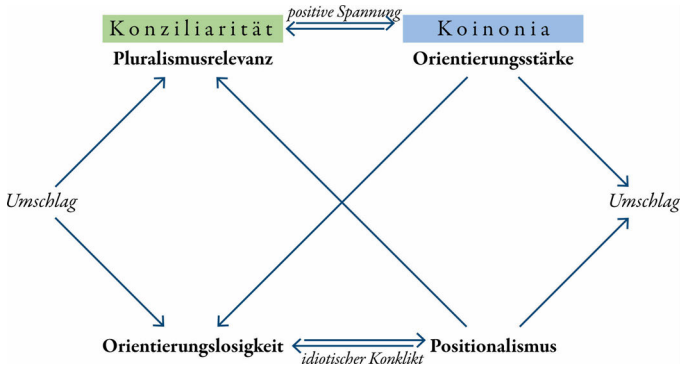 positive Spannung
Konziliarität
Koinonia
Pluralismusrelevanz
Orientierungsstärke
Umschlag
Umschlag
Orientierungslosigkeit
Positionalismus
idiotischer Konklikt